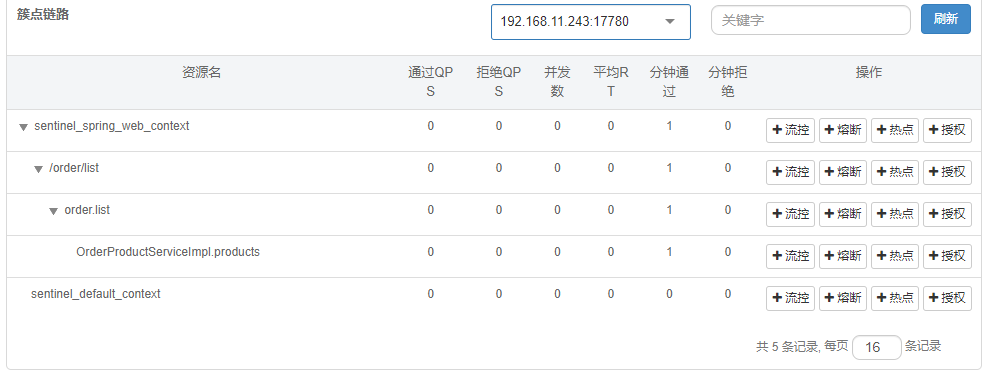 簇点链路 192.168.11.243:17780 关键字 刷新
资源名 通过QPS 拒绝QPS 并发数 平均RT 分钟通过 分钟拒绝 操作
sentinel_spring_web_context 0 0 0 0 1 0 流控 熔断 热点 授权
/order/list 0 0 0 0 1 0 流控 熔断 热点 授权
order.list 0 0 0 0 1 0 流控 熔断 热点 授权
OrderProductServiceImpl.products 0 0 0 0 1 0 流控 熔断 热点 授权
sentinel_default_context 0 0 0 0 0 0 流控 熔断 热点 授权
共 5 条记录, 每页 16 条记录